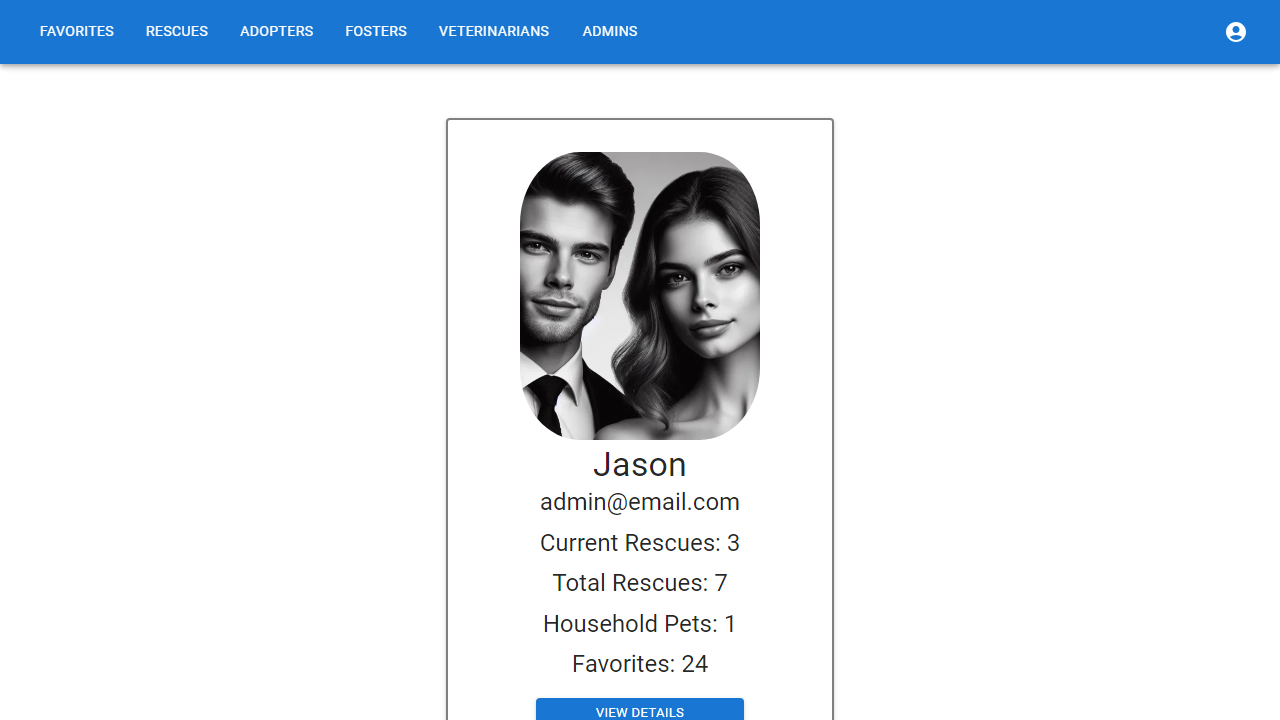 FAVORITES RESCUES ADOPTERS FOSTERS VETERINARIANS ADMINS
Jason
admin@email.com
Current Rescues: 3
Total Rescues: 7
Household Pets: 1
Favorites: 24
VIEW DETAILS